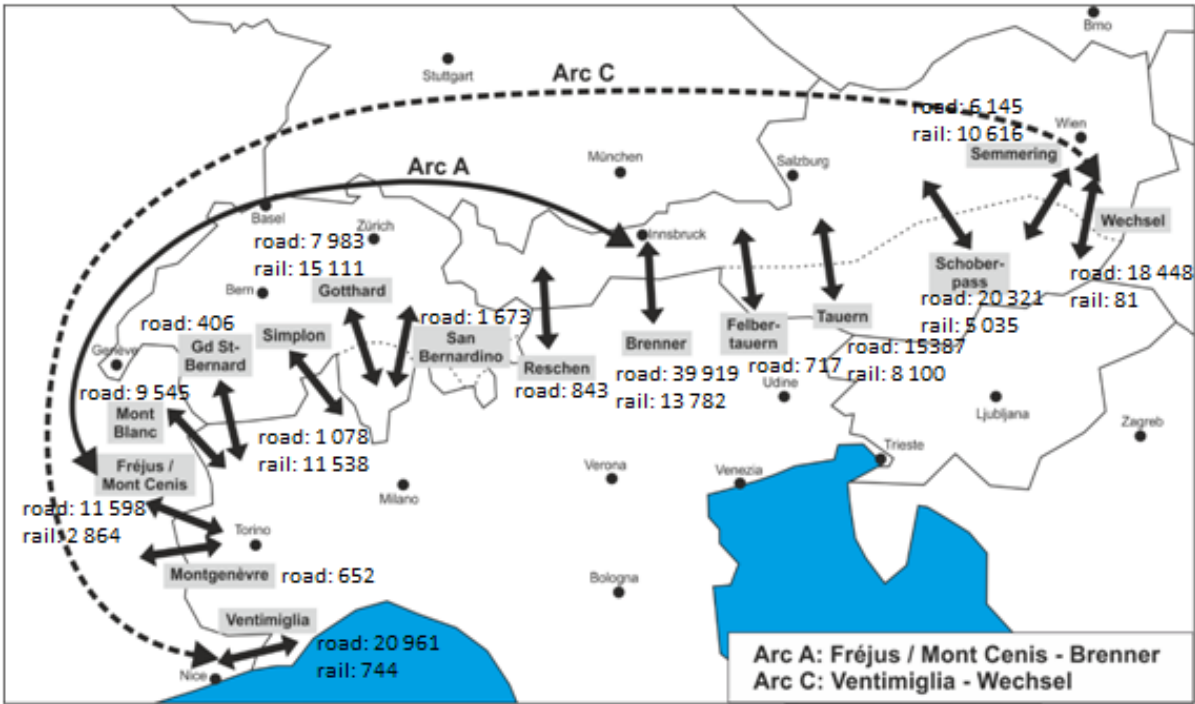 Brno
Stuttgart
Arc C
road: 6 145
rail: 10 616
Wien
Semmering
München
Salzburg
Arc A
Basel
Zürich
Innsbruck
Wechsel
road: 7 983
rail: 15 111
Bern
Gotthard
Schober-
pass
road: 18 448
rail: 81
road: 20 321
rail: 5 035
road: 406
Gd St-
Bernard
Simplon
road: 1 673
San
Bernardino
Reschen
road: 843
Brenner
road: 39 919
rail: 13 782
Felber-
tauern
road: 717
Tauern
road: 15387
rail: 8 100
Genève
road: 9 545
Mont
Blanc
Udine
Ljubljana
Zagreb
road: 1 078
rail: 11 538
Fréjus /
Mont Cenis
road: 11 598
rail: 2 864
Milano
Verona
Venezia
Trieste
Torino
Montgenèvre
road: 652
Bologna
Ventimiglia
road: 20 961
rail: 744
Nice
Arc A: Fréjus / Mont Cenis - Brenner
Arc C: Ventimiglia - Wechsel